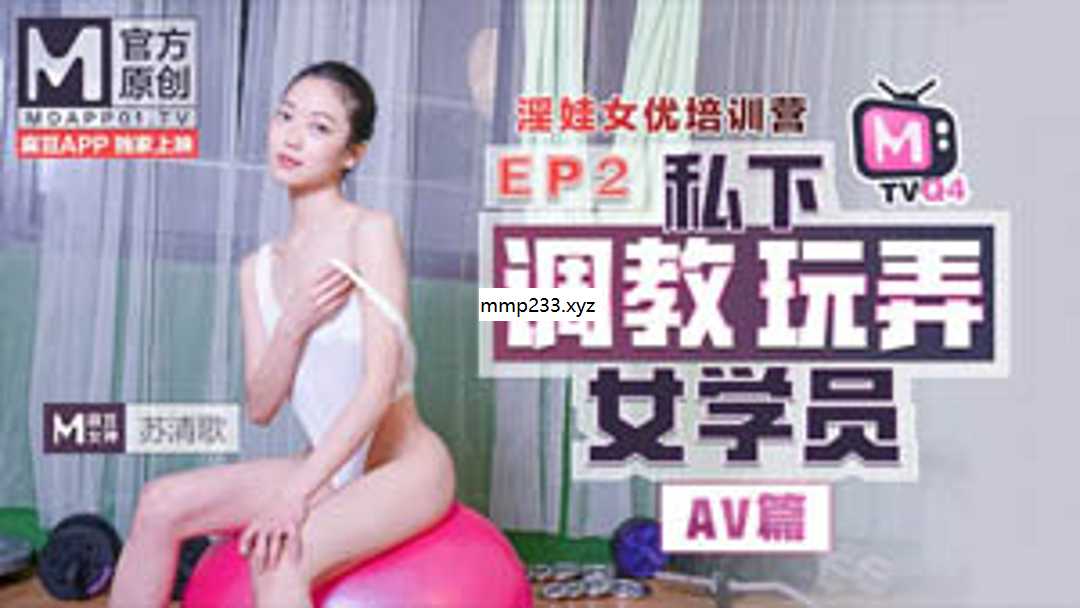 M 官方
原创
MDAPP01.TV
麻豆APP 独家上映
淫娃女优培训营
M
TVQ4
EP2 私下
调教玩弄
mmp233.xyz
女学员
M 麻豆
女神 苏清歌
AV篇